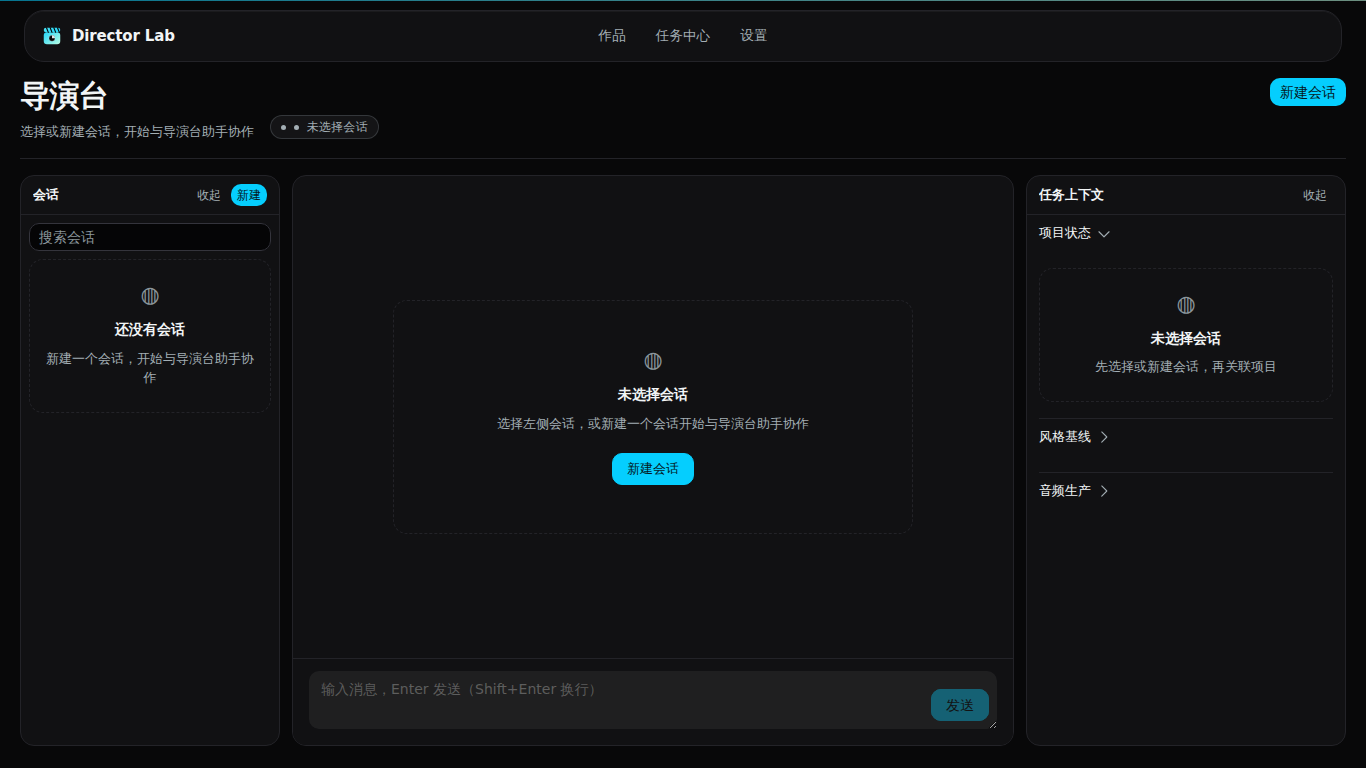 Director Lab
作品
任务中心
设置
导演台
新建会话
选择或新建会话，开始与导演台助手协作
未选择会话
会话
收起
新建
搜索会话
还没有会话
新建一个会话，开始与导演台助手协
作
未选择会话
选择左侧会话，或新建一个会话开始与导演台助手协作
新建会话
输入消息，Enter 发送（Shift+Enter 换行）
发送
任务上下文
收起
项目状态
未选择会话
先选择或新建会话，再关联项目
风格基线
音频生产